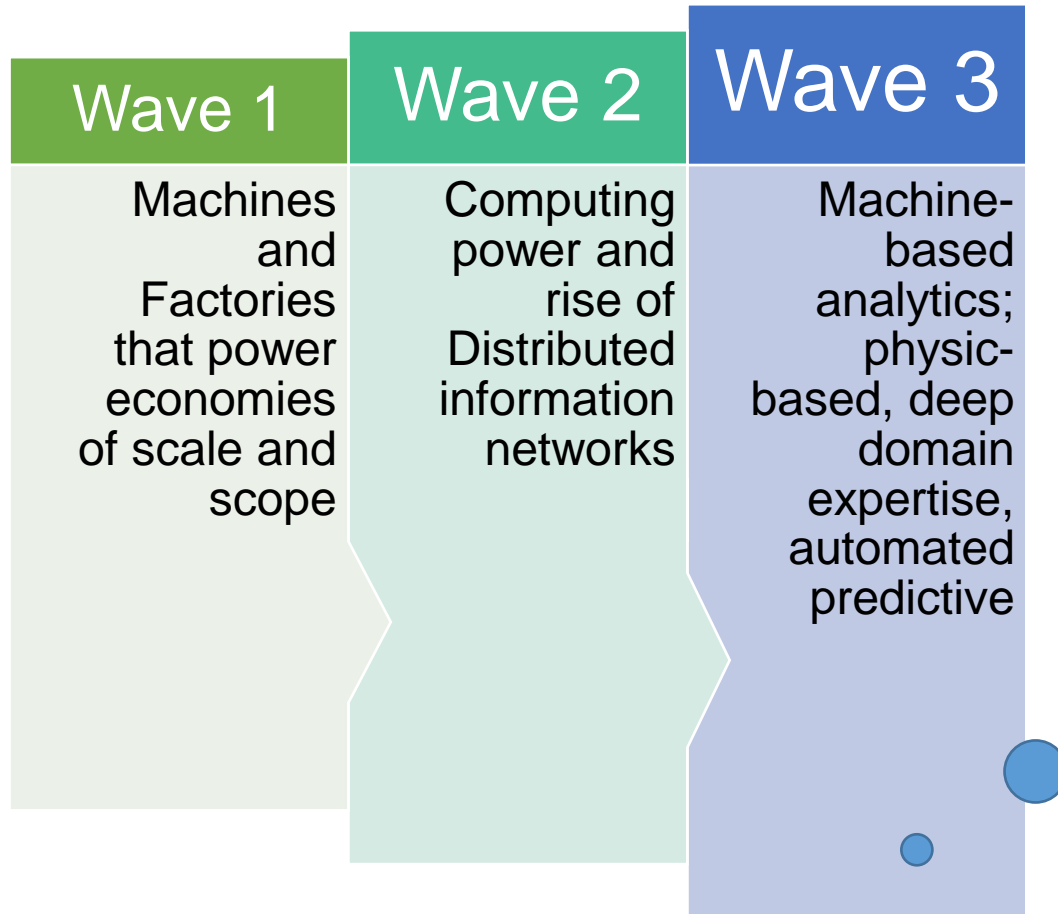 Wave 1
Machines
and
Factories
that power
economies
of scale and
scope
Wave 2
Computing
power and
rise of
Distributed
information
networks
Wave 3
Machine-
based
analytics;
physic-
based, deep
domain
expertise,
automated
predictive